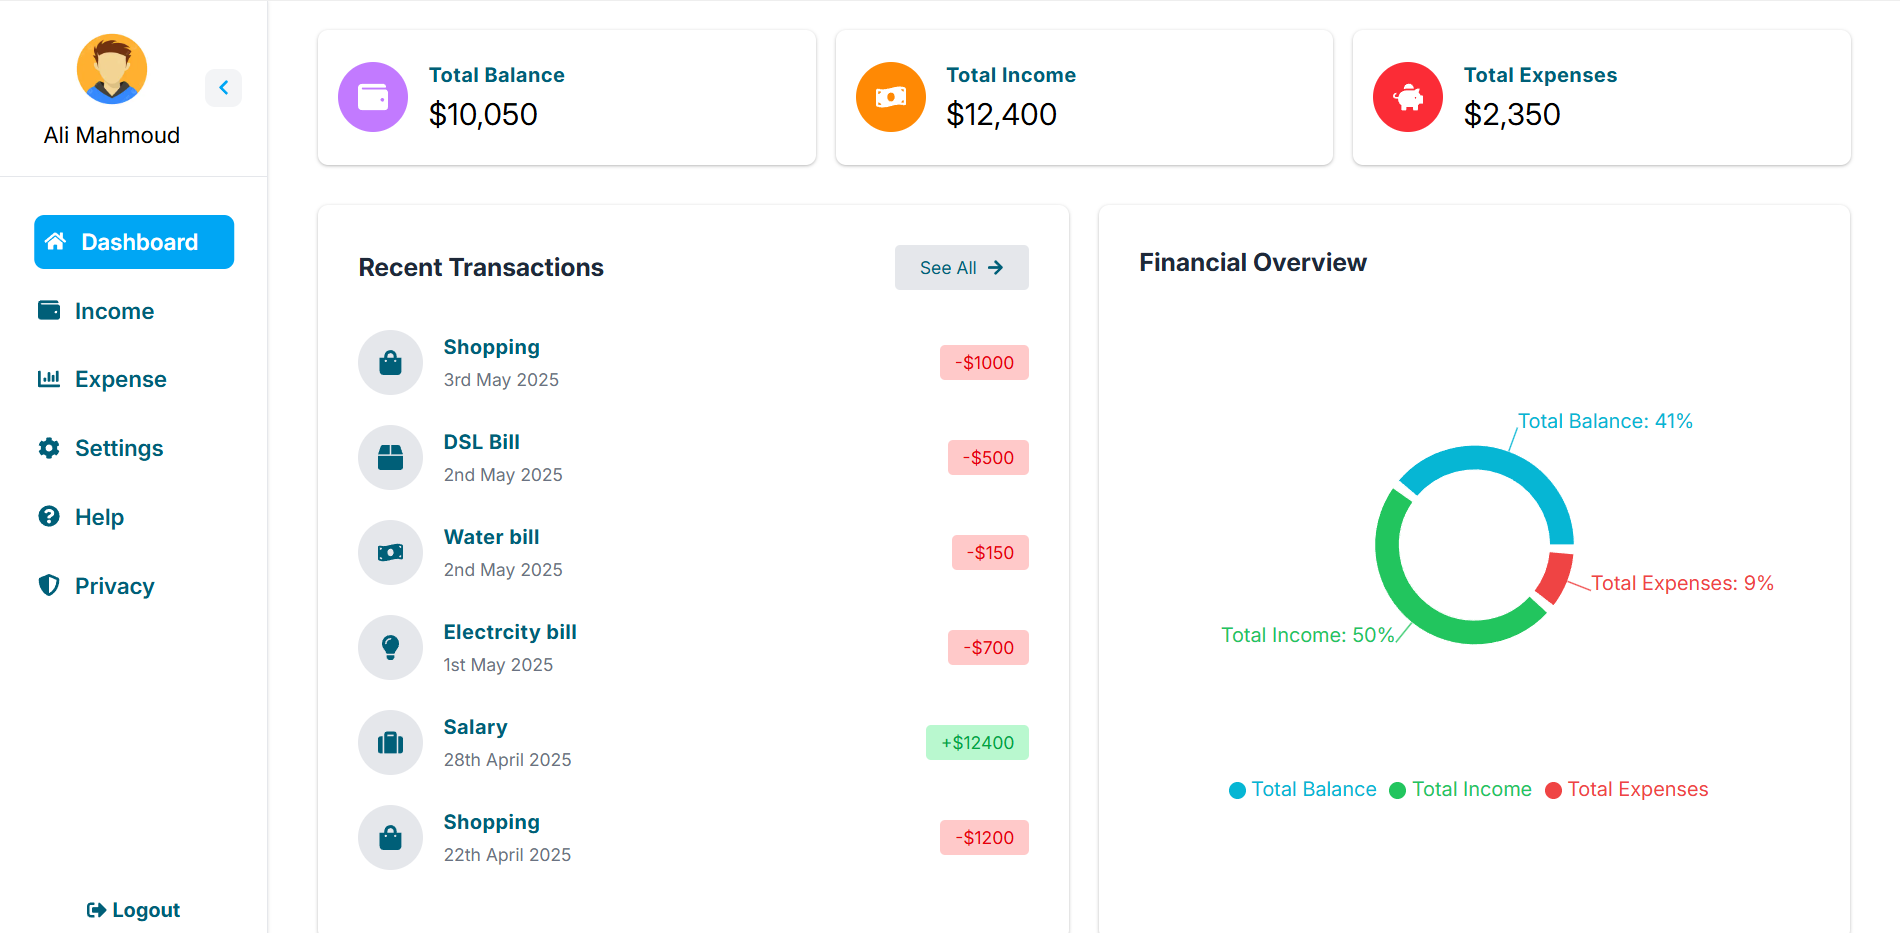 Ali Mahmoud
Dashboard
Income
Expense
Settings
Help
Privacy
Logout
Total Balance
$10,050
Total Income
$12,400
Total Expenses
$2,350
Recent Transactions
See All
Shopping
3rd May 2025
-$1000
DSL Bill
2nd May 2025
-$500
Water bill
2nd May 2025
-$150
Electrcity bill
1st May 2025
-$700
Salary
28th April 2025
+$12400
Shopping
22th April 2025
-$1200
Financial Overview
Total Balance: 41%
Total Expenses: 9%
Total Income: 50%
Total Balance Total Income Total Expenses